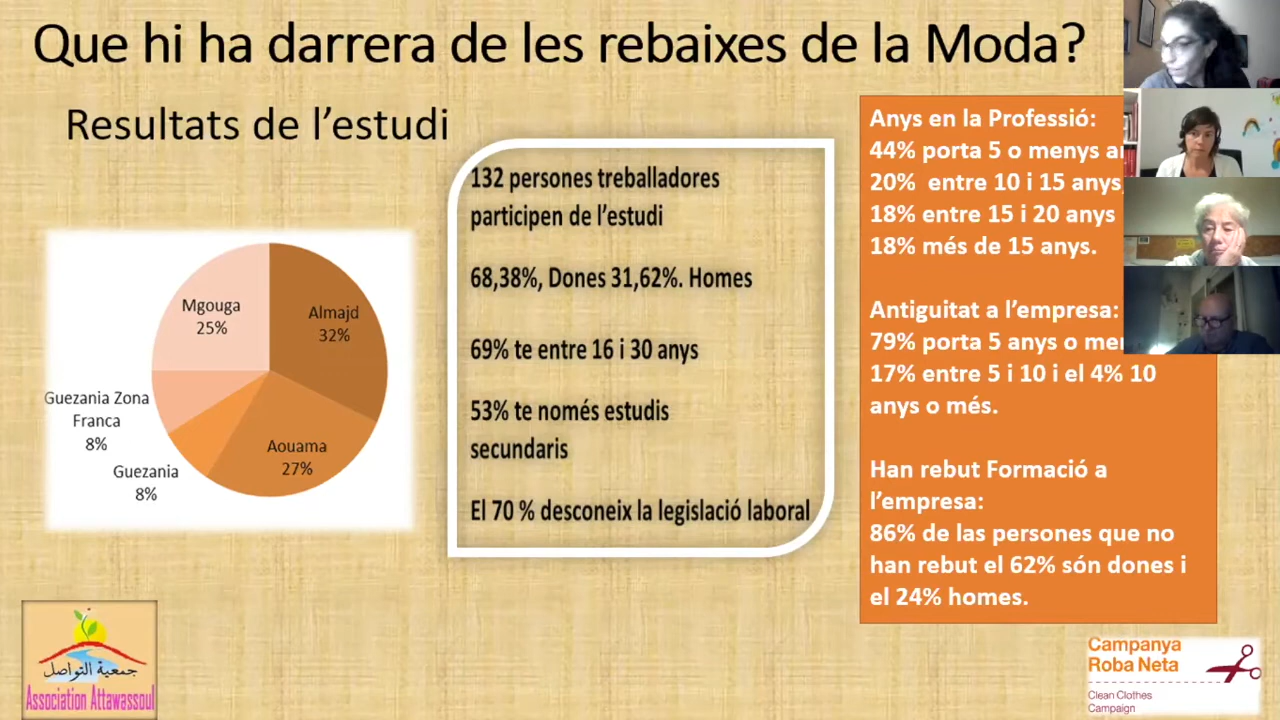 Que hi ha darrera de les rebaixes de la Moda?
Resultats de l’estudi
Mgouga
25%
Almajd
32%
Guezania Zona
Franca
8%
Guezania
8%
Aouama
27%
132 persones treballadores
participen de l’estudi
68,38%, Dones 31,62%. Homes
69% te entre 16 i 30 anys
53% te només estudis
secundaris
El 70 % desconeix la legislació laboral
Anys en la Professió:
44% porta 5 o menys
20% entre 10 i 15 anys,
18% entre 15 i 20 anys
18% més de 15 anys.
Antiguitat a l’empresa:
79% porta 5 anys o
17% entre 5 i 10 i el 4% 10
anys o més.
Han rebut Formació a
l’empresa:
86% de las persones que no
han rebut el 62% són dones i
el 24% homes.
جمعية التواصل
Association Attawassoul
Campanya
Roba Neta
Clean Clothes
Campaign